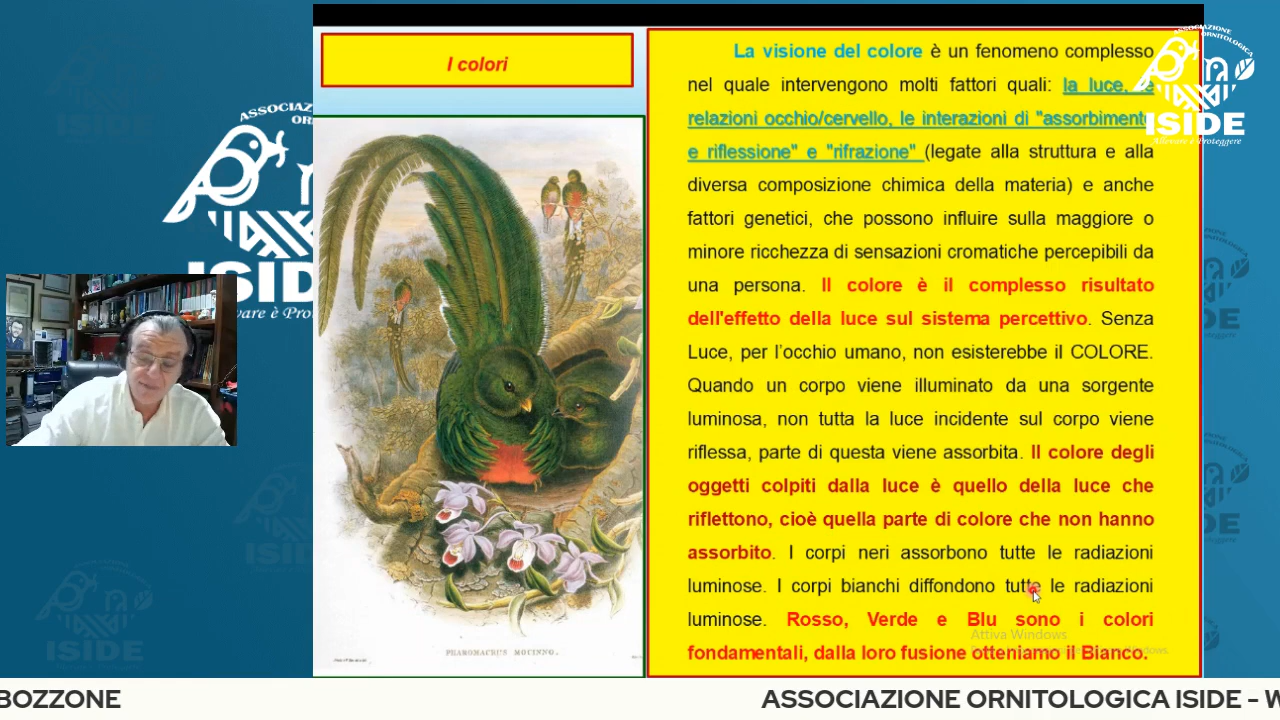 I colori
La visione del colore è un fenomeno complesso
nel quale intervengono molti fattori quali: la luce,
relazioni occhio/cervello, le interazioni di "assorbimento
e riflessione" e "rifrazione" (legate alla struttura e alla
diversa composizione chimica della materia) e anche
fattori genetici, che possono influire sulla maggiore o
minore ricchezza di sensazioni cromatiche percepibili da
una persona. Il colore è il complesso risultato
dell'effetto della luce sul sistema percettivo. Senza
Luce, per l'occhio umano, non esisterebbe il COLORE.
Quando un corpo viene illuminato da una sorgente
luminosa, non tutta la luce incidente sul corpo viene
riflessa, parte di questa viene assorbita. Il colore degli
oggetti colpiti dalla luce è quello della luce che
riflettono, cioè quella parte di colore che non hanno
assorbito. I corpi neri assorbono tutte le radiazioni
luminose. I corpi bianchi diffondono tutte le radiazioni
luminose. Rosso, Verde e Blu sono i colori
fondamentali, dalla loro fusione otteniamo il Bianco.
Attiva Windows
PHAROMACRUS MOCINNO.
ASSOCIAZIONE
ORNITOLOGICA
ISIDE
Allevare è Proteggere
BOZZONE
ASSOCIAZIONE ORNITOLOGICA ISIDE - W